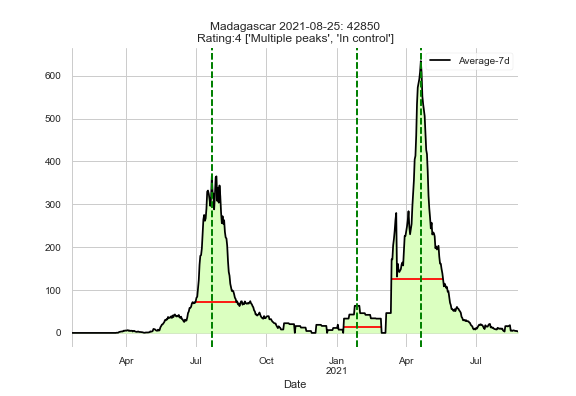 Madagascar 2021-08-25: 42850
Rating:4 ['Multiple peaks', 'In control']
Average-7d
600
500
400
300
200
100
0
Apr
Jul
Oct
Jan
2021
Apr
Jul
Date